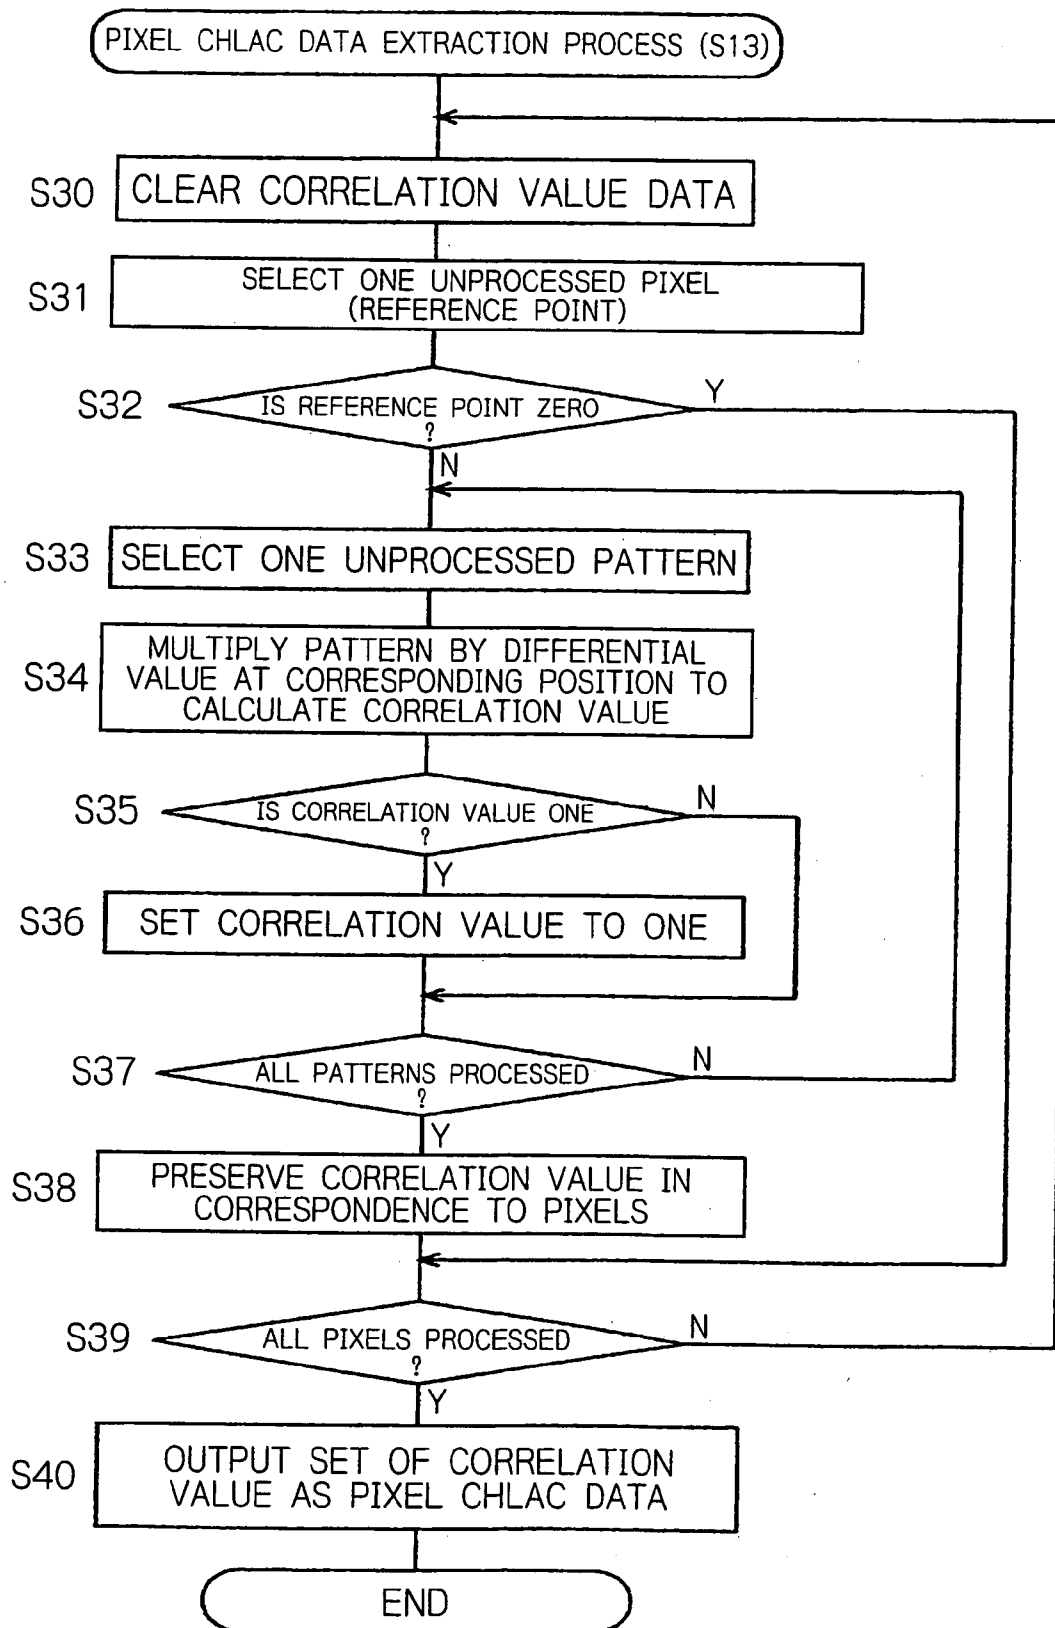 PIXEL CHLAC DATA EXTRACTION PROCESS (S13)
S30
CLEAR CORRELATION VALUE DATA
S31
SELECT ONE UNPROCESSED PIXEL
(REFERENCE POINT)
S32
IS REFERENCE POINT ZERO
?
Y
N
S33
SELECT ONE UNPROCESSED PATTERN
S34
MULTIPLY PATTERN BY DIFFERENTIAL
VALUE AT CORRESPONDING POSITION TO
CALCULATE CORRELATION VALUE
S35
IS CORRELATION VALUE ONE
?
N
Y
S36
SET CORRELATION VALUE TO ONE
S37
ALL PATTERNS PROCESSED
?
N
Y
S38
PRESERVE CORRELATION VALUE IN
CORRESPONDENCE TO PIXELS
S39
ALL PIXELS PROCESSED
?
N
Y
S40
OUTPUT SET OF CORRELATION
VALUE AS PIXEL CHLAC DATA
END